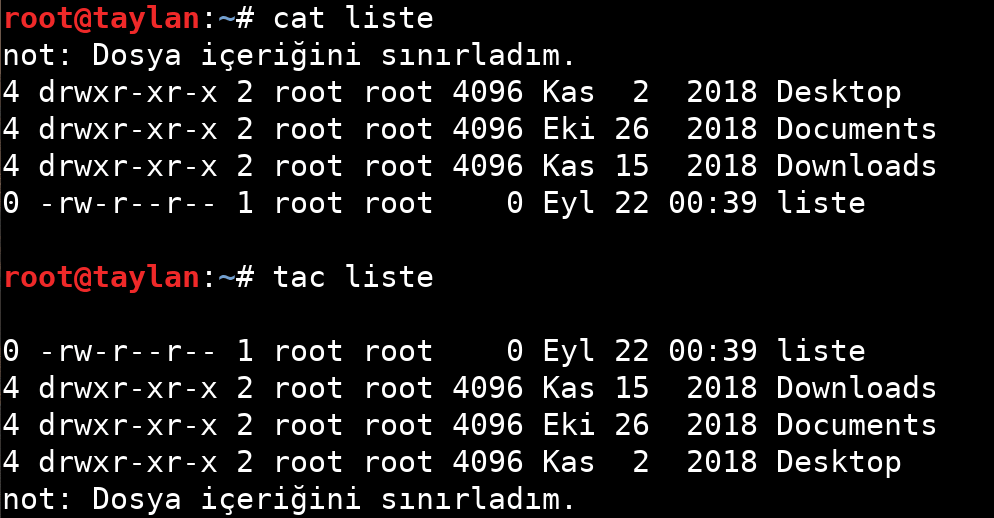 root@taylan:~# cat liste
not: Dosya içeriğini sınırladım.
4 drwxr-xr-x 2 root root 4096 Kas  2  2018 Desktop
4 drwxr-xr-x 2 root root 4096 Eki 26  2018 Documents
4 drwxr-xr-x 2 root root 4096 Kas 15  2018 Downloads
0 -rw-r--r-- 1 root root    0 Eyl 22 00:39 liste
root@taylan:~# tac liste
0 -rw-r--r-- 1 root root    0 Eyl 22 00:39 liste
4 drwxr-xr-x 2 root root 4096 Kas 15  2018 Downloads
4 drwxr-xr-x 2 root root 4096 Eki 26  2018 Documents
4 drwxr-xr-x 2 root root 4096 Kas  2  2018 Desktop
not: Dosya içeriğini sınırladım.